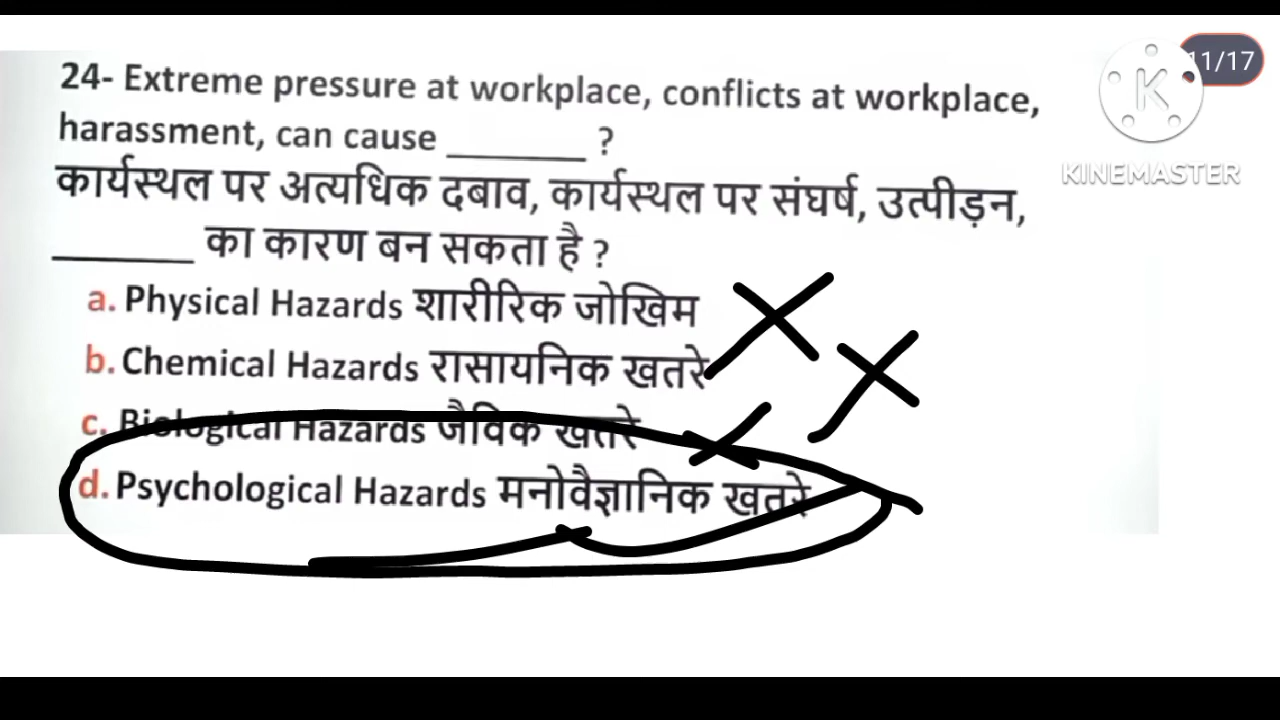 11/17
K
KINEMASTER
24- Extreme pressure at workplace, conflicts at workplace,
harassment, can cause _______ ?
कार्यस्थल पर अत्यधिक दबाव, कार्यस्थल पर संघर्ष, उत्पीड़न,
_______ का कारण बन सकता है ?
a. Physical Hazards शारीरिक जोखिम
b. Chemical Hazards रासायनिक खतरे
c. Biological Hazards जैविक खतरे
d. Psychological Hazards मनोवैज्ञानिक खतरे